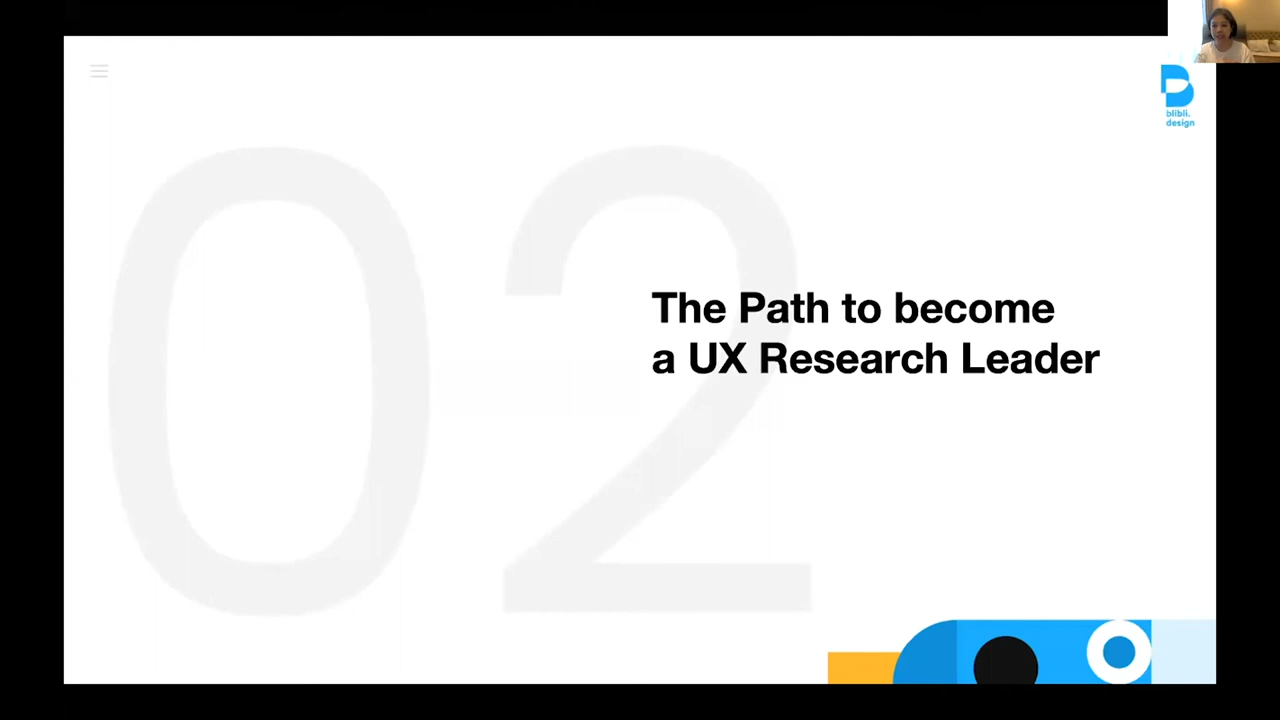 02
The Path to become
a UX Research Leader
blibli.
design